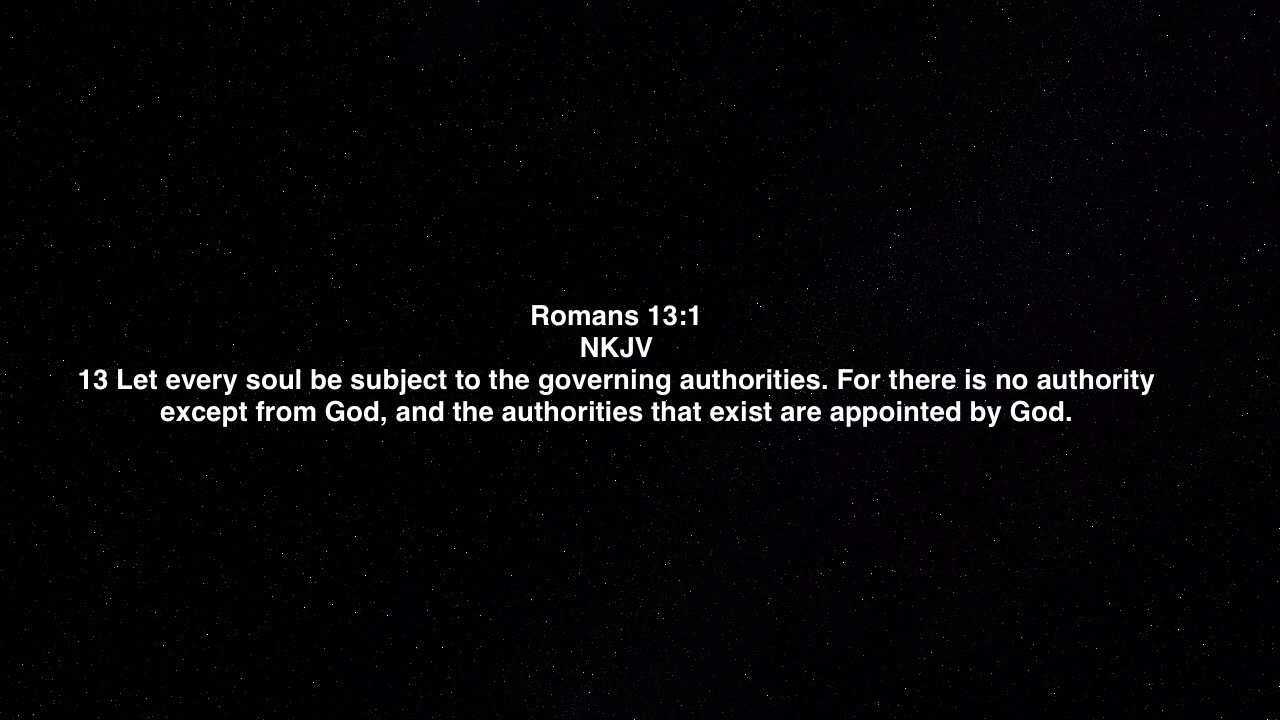 Romans 13:1
NKJV
13 Let every soul be subject to the governing authorities. For there is no authority
except from God, and the authorities that exist are appointed by God.